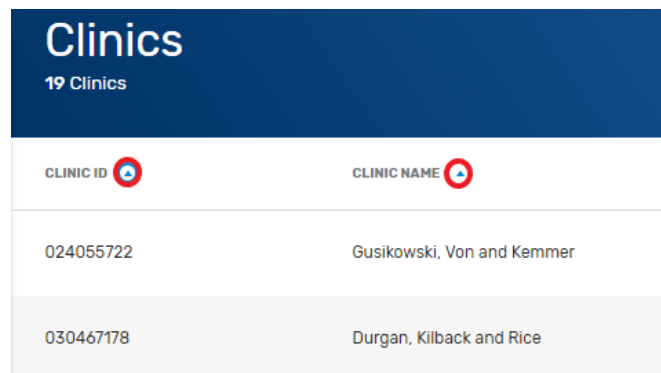 Clinics
19 Clinics
CLINIC ID CLINIC NAME
024055722 Gusikowski, Von and Kemmer
030467178 Durgan, Kilback and Rice